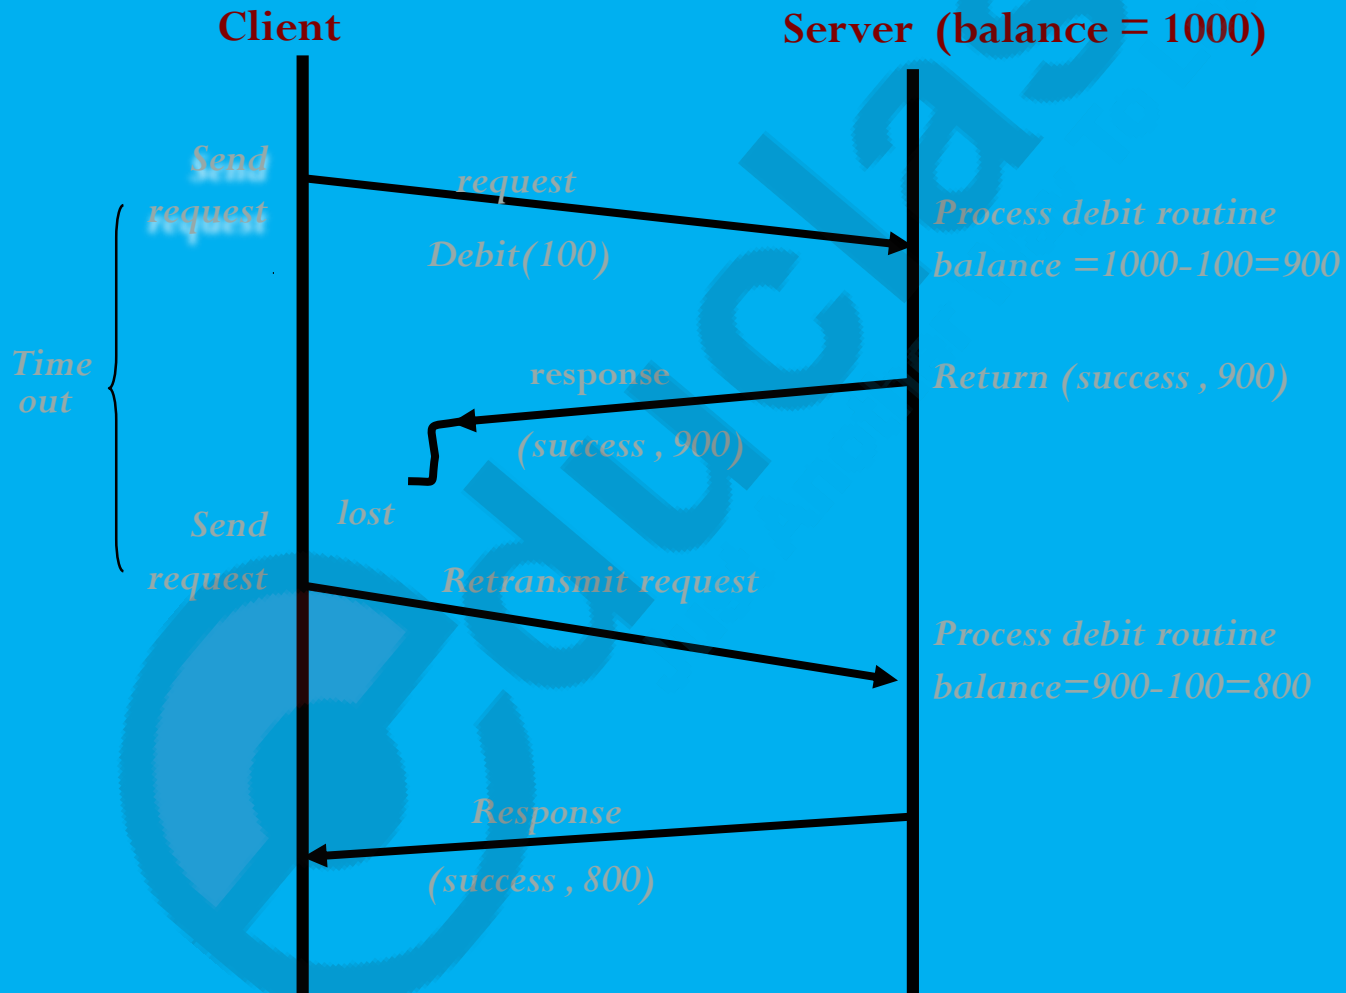 Client
Server (balance = 1000)
Send
request
request
Debit(100)
Process debit routine
balance =1000-100=900
Time
out
response
(success , 900)
Return (success , 900)
lost
Send
request
Retransmit request
Process debit routine
balance=900-100=800
Response
(success , 800)